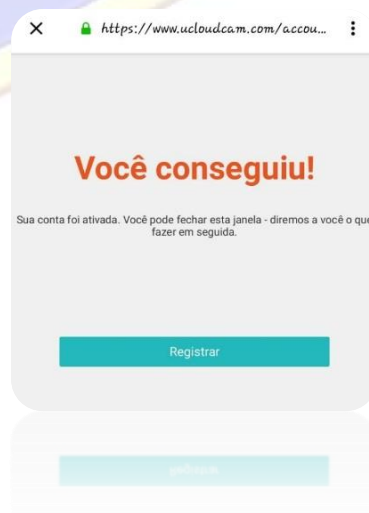 https://www.ucloudcam.com/accou...
Você conseguiu!
Sua conta foi ativada. Você pode fechar esta janela - diremos a você o que
fazer em seguida.
Registrar